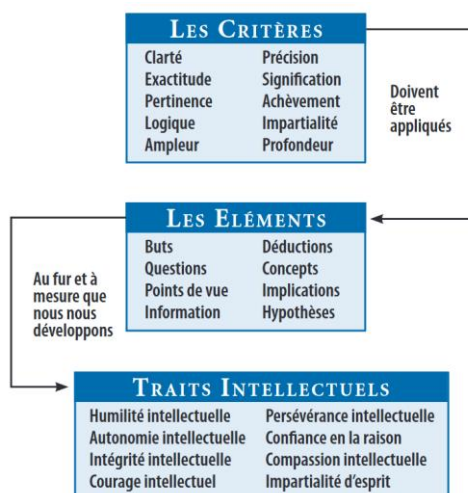 LES CRITÈRES
Clarté Précision
Exactitude Signification
Pertinence Achèvement
Logique Impartialité
Ampleur Profondeur
Doivent
être
appliqués
LES ELÉMENTS
Buts Déductions
Questions Concepts
Points de vue Implications
Information Hypothèses
Au fur et à
mesure que
nous nous
développons
TRAITS INTELLECTUELS
Humilité intellectuelle Persévérance intellectuelle
Autonomie intellectuelle Confiance en la raison
Intégrité intellectuelle Compassion intellectuelle
Courage intellectuel Impartialité d'esprit